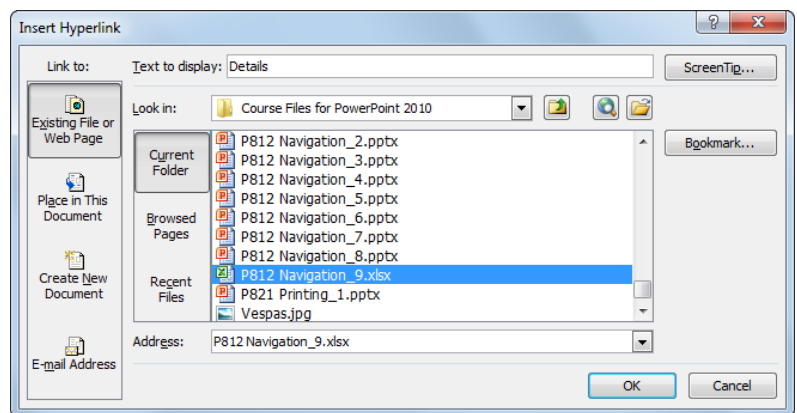 Insert Hyperlink
Link to:
Text to display: Details
ScreenTip...
Existing File or
Web Page
Place in This
Document
Create New
Document
E-mail Address
Look in: Course Files for PowerPoint 2010
Current
Folder
Browsed
Pages
Recent
Files
P812 Navigation_2.pptx
P812 Navigation_3.pptx
P812 Navigation_4.pptx
P812 Navigation_5.pptx
P812 Navigation_6.pptx
P812 Navigation_7.pptx
P812 Navigation_8.pptx
P812 Navigation_9.xlsx
P821 Printing_1.pptx
Vespas.jpg
Bookmark...
Address: P812 Navigation_9.xlsx
OK
Cancel